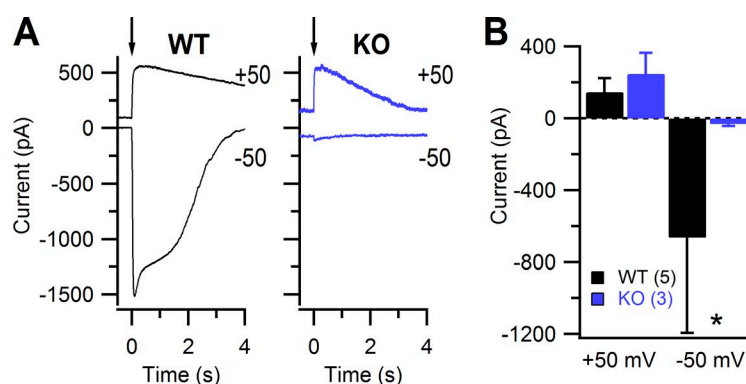 A
WT
KO
+50
-50
+50
-50
Current (pA)
500
0
-500
-1000
-1500
0
2
4
Time (s)
0
2
4
Time (s)
B
Current (pA)
400
0
-400
-800
-1200
WT (5)
KO (3)
*
+50 mV
-50 mV